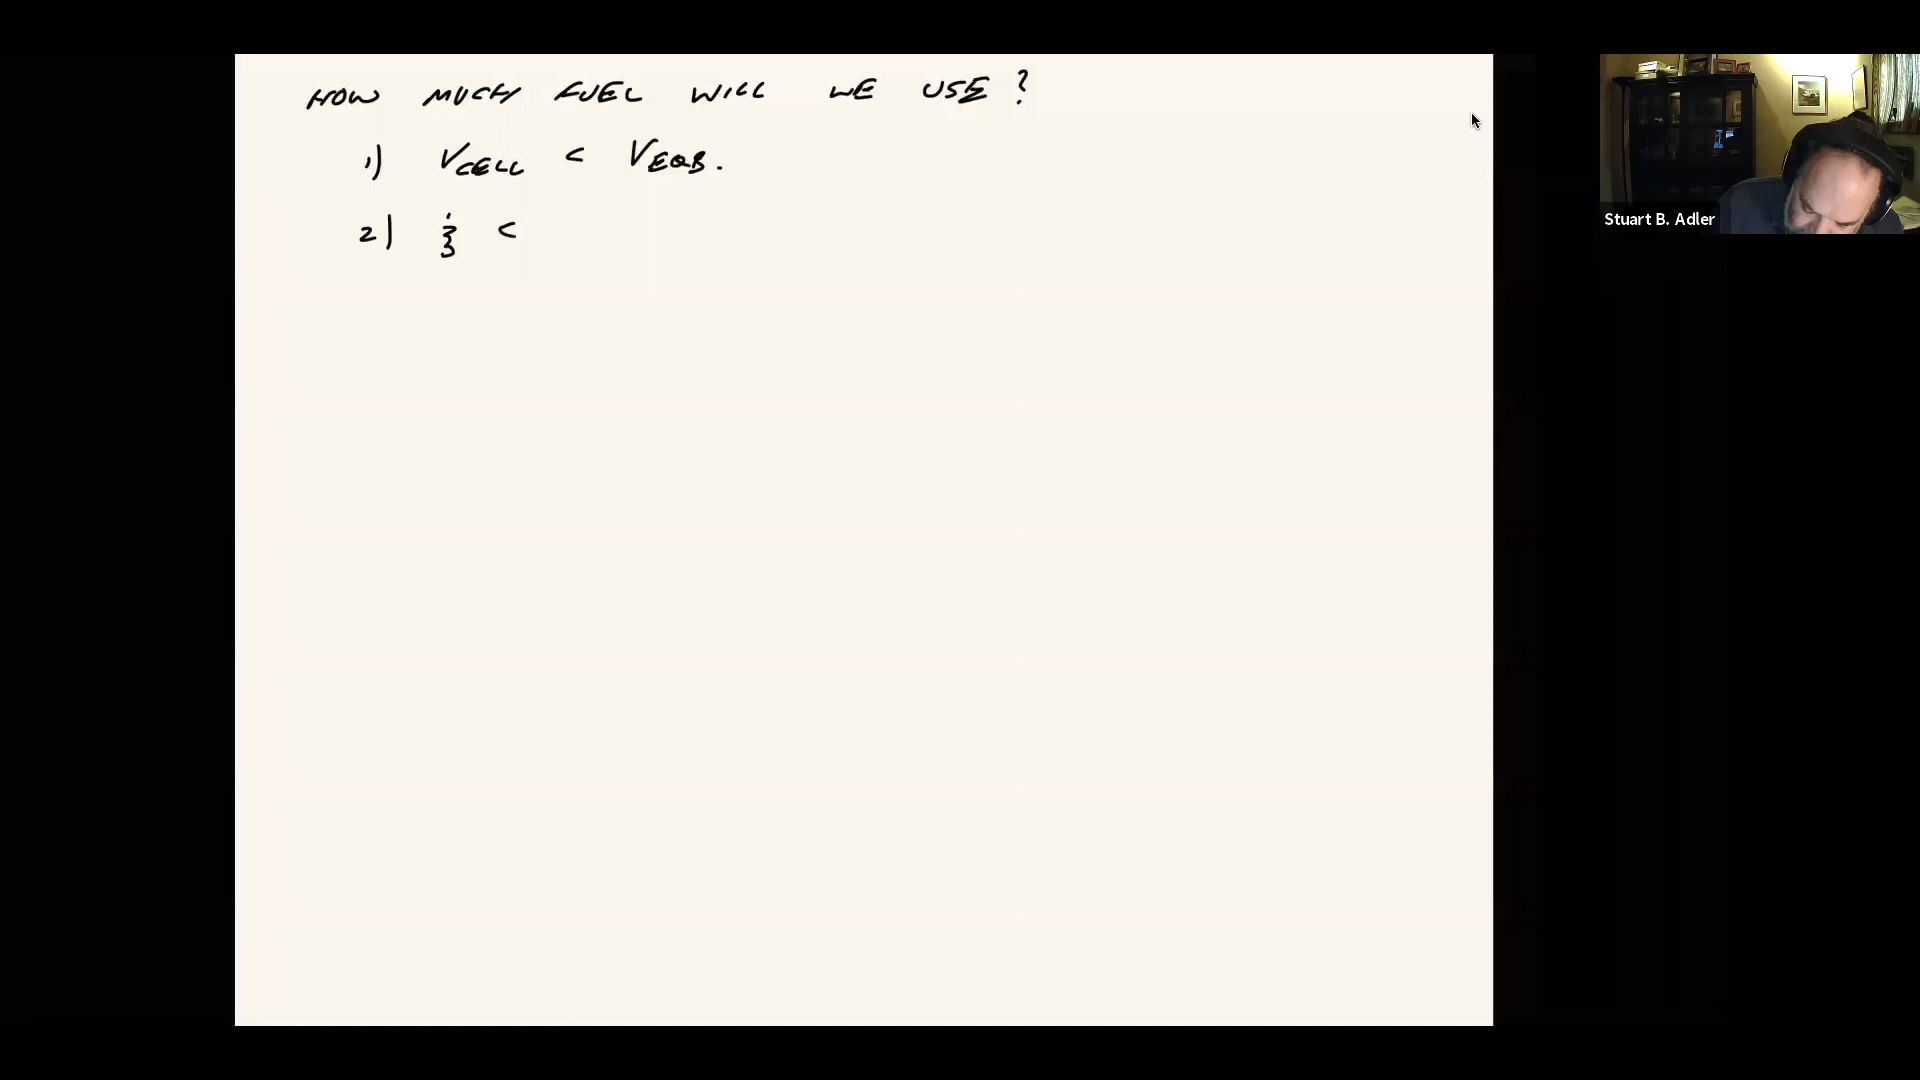 HOW MUCH FUEL WILL WE USE ?
1) VCELL < VEQB.
2) ξ̇ <
Stuart B. Adler